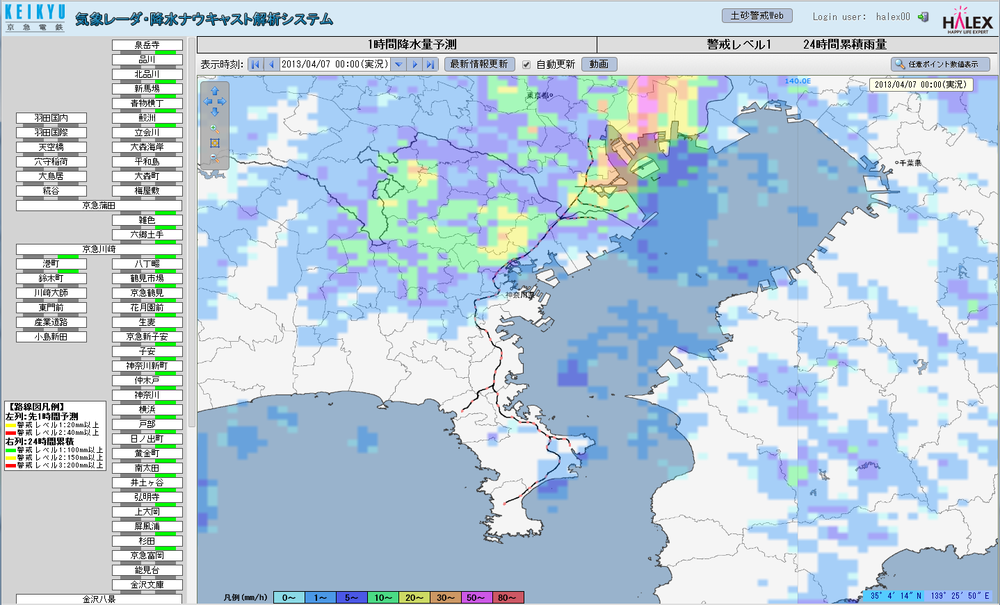 KEIKYU
京急電鉄
気象レーダ・降水ナウキャスト解析システム
土砂警戒Web
Login user: halex00
HALEX
HAPPY LIFE EXPERT
1時間降水量予測
警戒レベル1 24時間累積雨量
表示時刻:
2013/04/07 00:00(実況)
最新情報更新
自動更新
動画
任意ポイント数値表示
140.0E
2013/04/07 00:00(実況)
東京都
千葉県
神奈川県
泉岳寺
品川
北品川
新馬場
青物横丁
羽田国内
鮫洲
羽田国際
立会川
天空橋
大森海岸
穴守稲荷
平和島
大鳥居
大森町
糀谷
梅屋敷
京急蒲田
雑色
六郷土手
京急川崎
港町
八丁畷
鈴木町
鶴見市場
川崎大師
京急鶴見
東門前
花月園前
産業道路
生麦
小島新田
京急新子安
子安
神奈川新町
仲木戸
神奈川
横浜
戸部
日ノ出町
黄金町
南太田
井土ヶ谷
弘明寺
上大岡
屏風浦
杉田
京急富岡
能見台
金沢文庫
金沢八景
【路線図凡例】
左列:先1時間予測
警戒レベル1:20mm以上
警戒レベル2:40mm以上
右列:24時間累積
警戒レベル1:100mm以上
警戒レベル2:150mm以上
警戒レベル3:200mm以上
凡例(mm/h) 0～ 1～ 5～ 10～ 20～ 30～ 50～ 80～
35° 4' 14" N 139° 25' 50" E